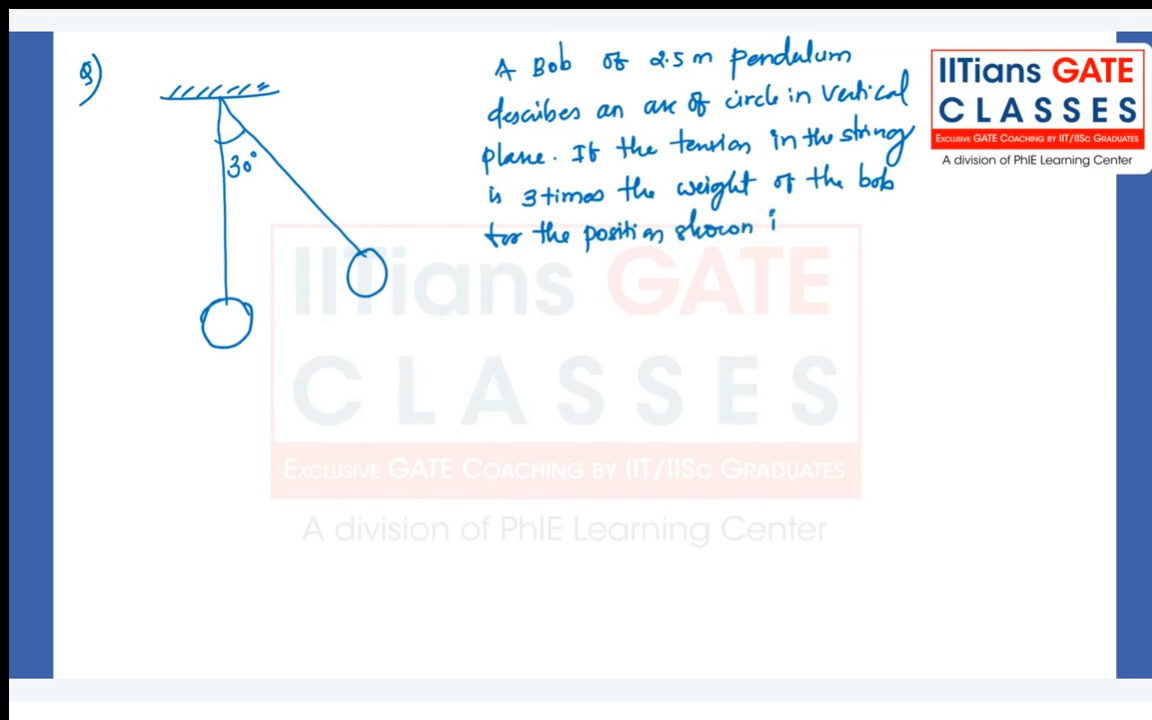 Q)
A Bob of 2.5 m pendulum
describes an arc of circle in vertical
plane. If the tension in the string
is 3 times the weight of the bob
for the position shown i
30°
IITians GATE
CLASSES
EXCLUSIVE GATE COACHING BY IIT/IISc GRADUATES
A division of PhIE Learning Center
IITians GATE
CLASSES
EXCLUSIVE GATE COACHING BY IIT/IISc GRADUATES
A division of PhIE Learning Center